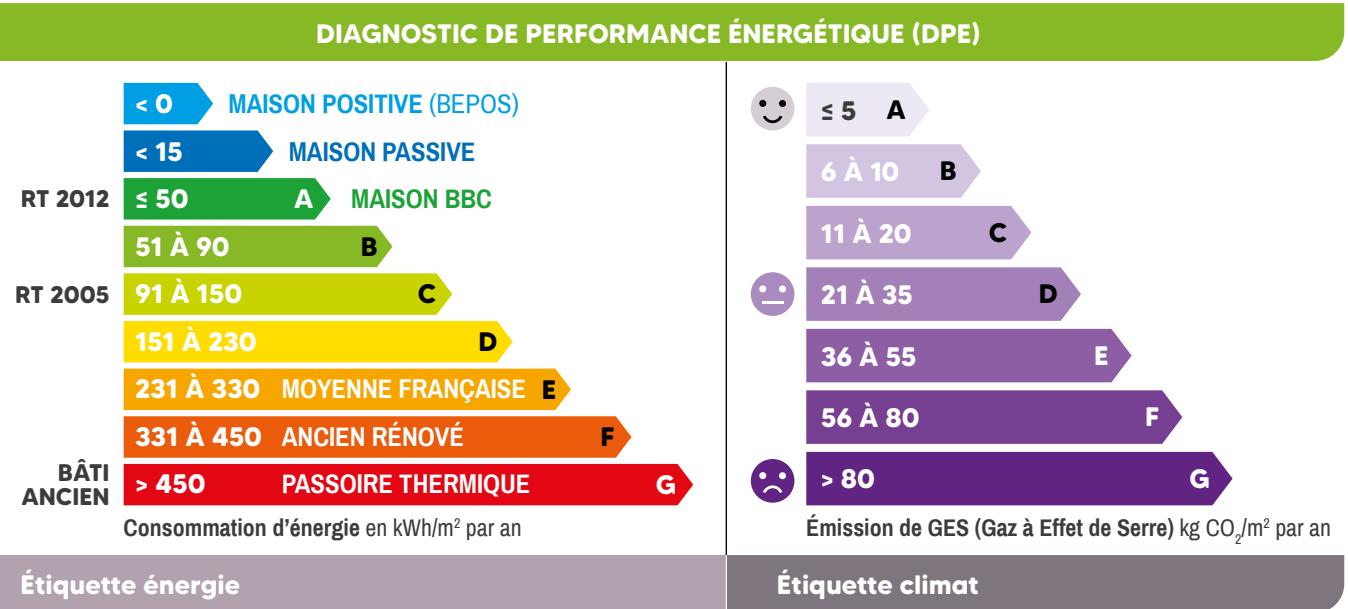 DIAGNOSTIC DE PERFORMANCE ÉNERGÉTIQUE (DPE)
< 0 MAISON POSITIVE (BEPOS)
< 15 MAISON PASSIVE
RT 2012 ≤ 50 A MAISON BBC
51 À 90 B
RT 2005 91 À 150 C
151 À 230 D
231 À 330 MOYENNE FRANÇAISE E
331 À 450 ANCIEN RÉNOVÉ F
BÂTI
ANCIEN > 450 PASSOIRE THERMIQUE G
Consommation d’énergie en kWh/m² par an
Étiquette énergie
≤ 5 A
6 À 10 B
11 À 20 C
21 À 35 D
36 À 55 E
56 À 80 F
> 80 G
Émission de GES (Gaz à Effet de Serre) kg CO₂/m² par an
Étiquette climat